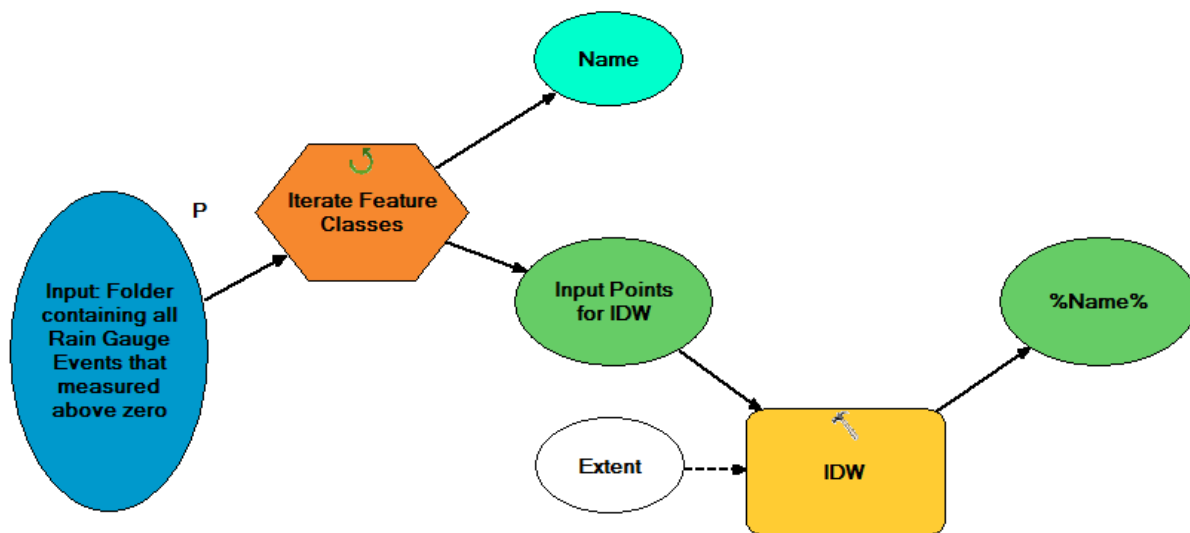 Name
P
Iterate Feature
Classes
Input: Folder
containing all
Rain Gauge
Events that
measured
above zero
Input Points
for IDW
%Name%
Extent
IDW